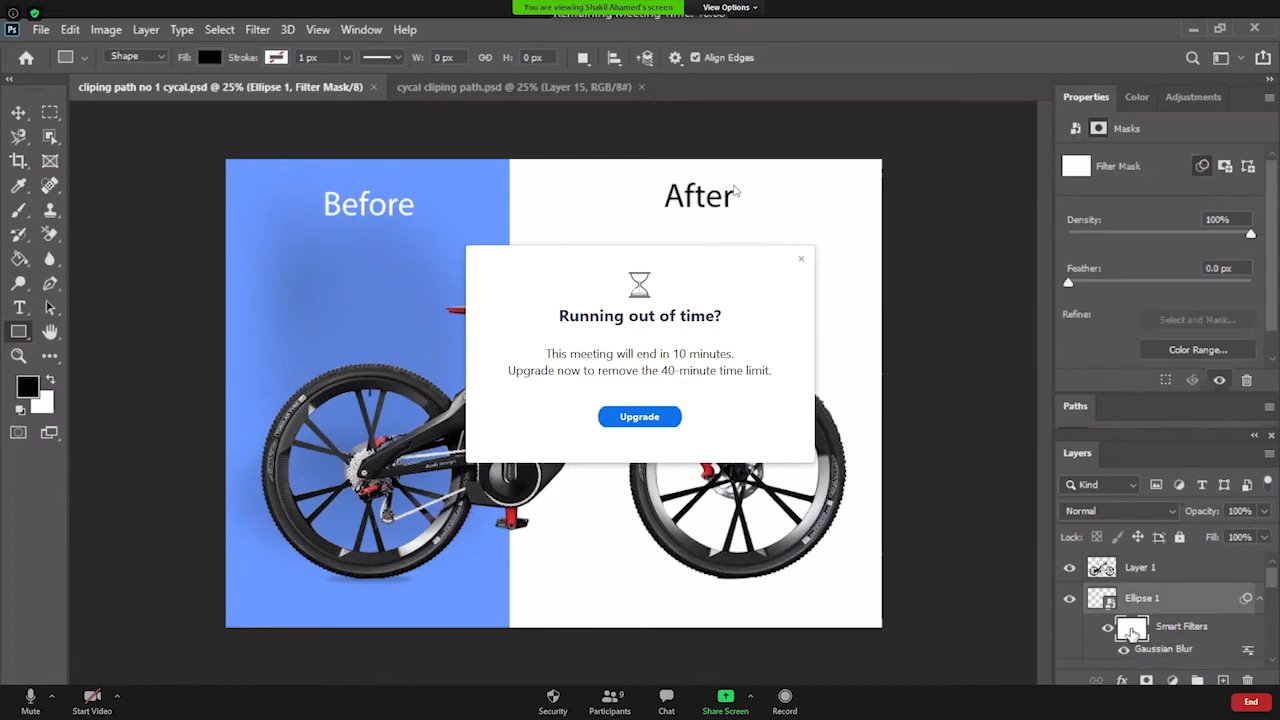 You are viewing Shakil Ahamed's screen
View Options
Ps File Edit Image Layer Type Select Filter 3D View Window Help
Shape Fill: Stroke: 1 px W: 0 px H: 0 px Align Edges
cliping path no 1 cycal.psd @ 25% (Ellipse 1, Filter Mask/8) ×
cycal cliping path.psd @ 25% (Layer 15, RGB/8#) ×
Properties Color Adjustments
Masks
Filter Mask
Density: 100%
Feather: 0.0 px
Refine: Select and Mask...
Color Range...
Before
After
Running out of time?
This meeting will end in 10 minutes.
Upgrade now to remove the 40-minute time limit.
Upgrade
Audi design
Paths
Layers
Kind
Normal Opacity: 100%
Lock: Fill: 100%
Layer 1
Ellipse 1
Smart Filters
Gaussian Blur
fx
Mute
Start Video
Security
Participants 9
Chat
Share Screen
Record
End